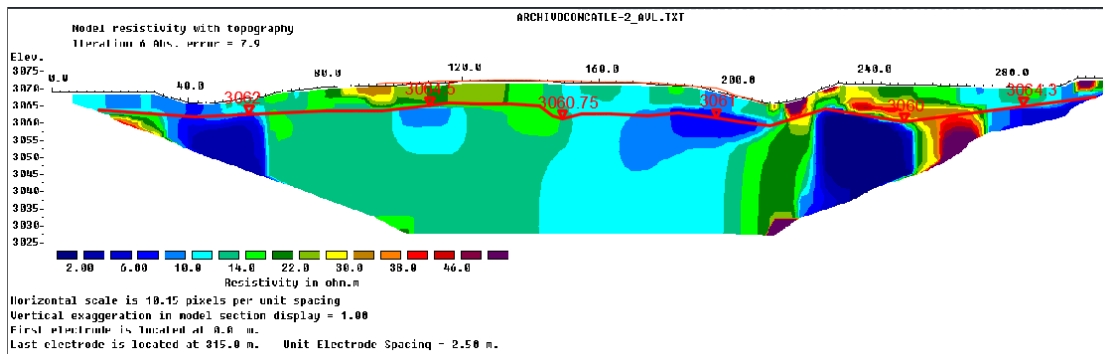 ARCHIVOCONCATLE-2_AVL.TXT
Model resistivity with topography
Iteration 6 Abs. error = 7.9
Elev.
0.0 40.0 80.0 120.0 160.0 200.0 240.0 280.0
3062 3064.5 3060.75 3061 3060 3064.3
3075
3070
3065
3060
3055
3050
3045
3040
3035
3030
3025
2.00 6.00 10.0 14.0 22.0 30.0 38.0 46.0
Resistivity in ohm.m
Horizontal scale is 10.15 pixels per unit spacing
Vertical exaggeration in model section display = 1.00
First electrode is located at 0.0 m.
Last electrode is located at 315.0 m. Unit Electrode Spacing = 2.50 m.